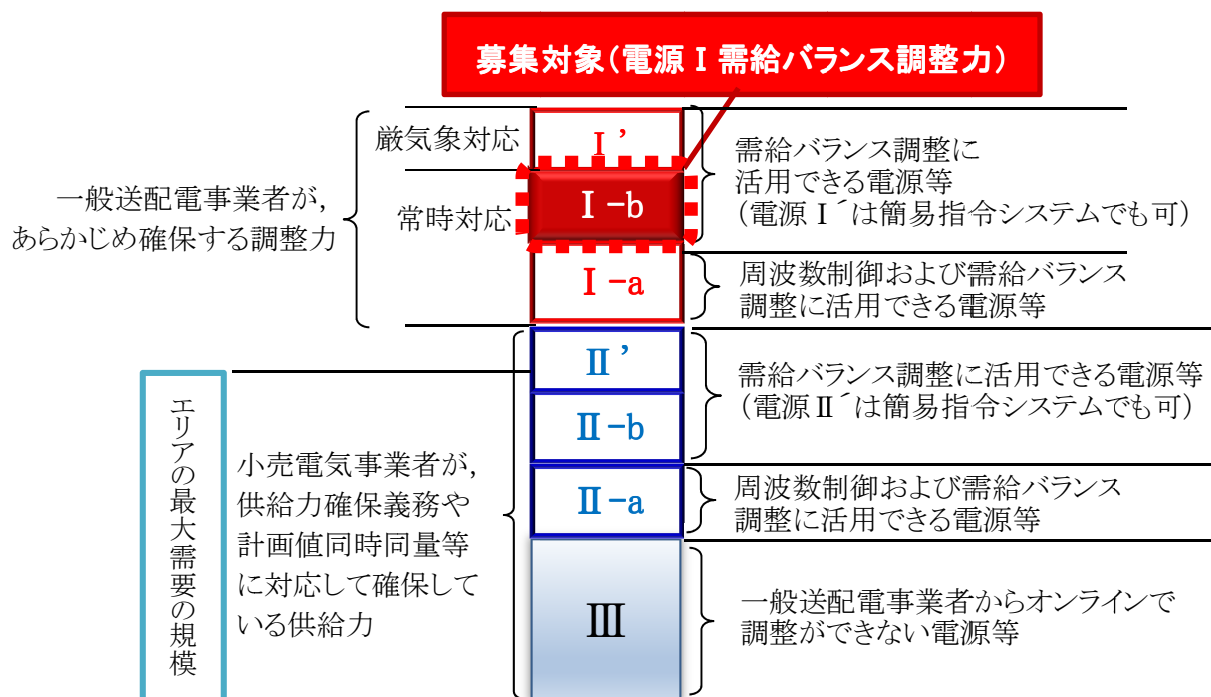 募集対象(電源Ⅰ需給バランス調整力)
厳気象対応
常時対応
一般送配電事業者が，
あらかじめ確保する調整力
Ⅰ’
Ⅰ-b
Ⅰ-a
需給バランス調整に
活用できる電源等
（電源Ⅰ´は簡易指令システムでも可）
周波数制御および需給バランス
調整に活用できる電源等
エリアの最大需要の規模
小売電気事業者が，
供給力確保義務や
計画値同時同量等
に対応して確保して
いる供給力
Ⅱ’
Ⅱ-b
Ⅱ-a
Ⅲ
需給バランス調整に活用できる電源等
（電源Ⅱ´は簡易指令システムでも可）
周波数制御および需給バランス
調整に活用できる電源等
一般送配電事業者からオンラインで
調整ができない電源等